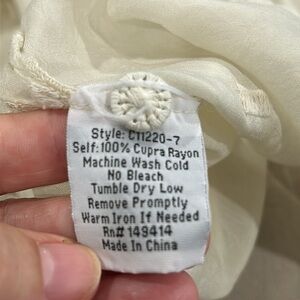 Style: C11220-7
Self:100% Cupra Rayon
Machine Wash Cold
No Bleach
Tumble Dry Low
Remove Promptly
Warm Iron If Needed
Rn# 149414
Made In China